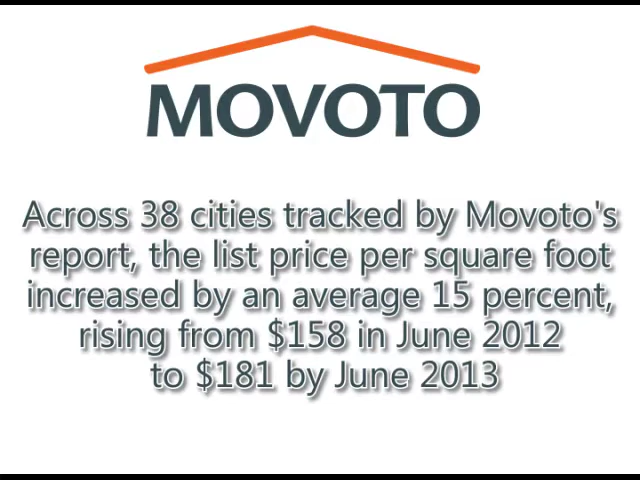 MOVOTO
Across 38 cities tracked by Movoto's
report, the list price per square foot
increased by an average 15 percent,
rising from $158 in June 2012
to $181 by June 2013